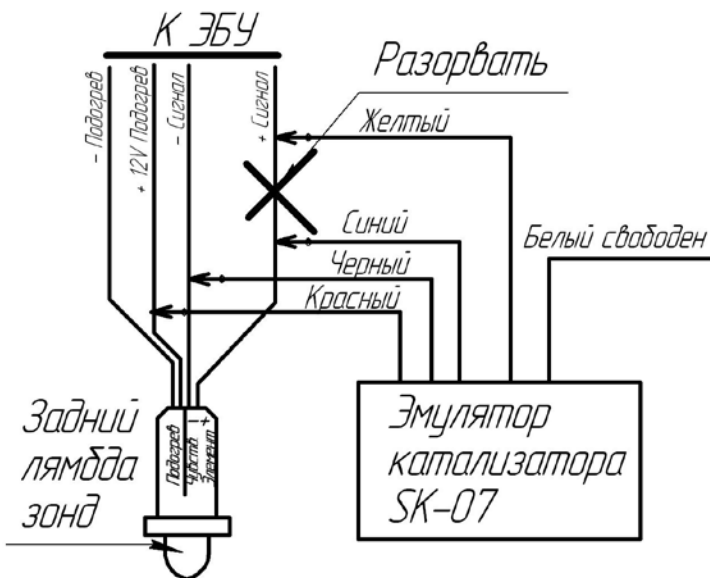 К ЭБУ
Разорвать
- Подогрев
+ 12V Подогрев
- Сигнал
+ Сигнал
Желтый
Синий
Черный
Красный
Белый свободен
Задний
лямбда
зонд
Подогрев
Чувств.
Элемент
- +
Эмулятор
катализатора
SK-07